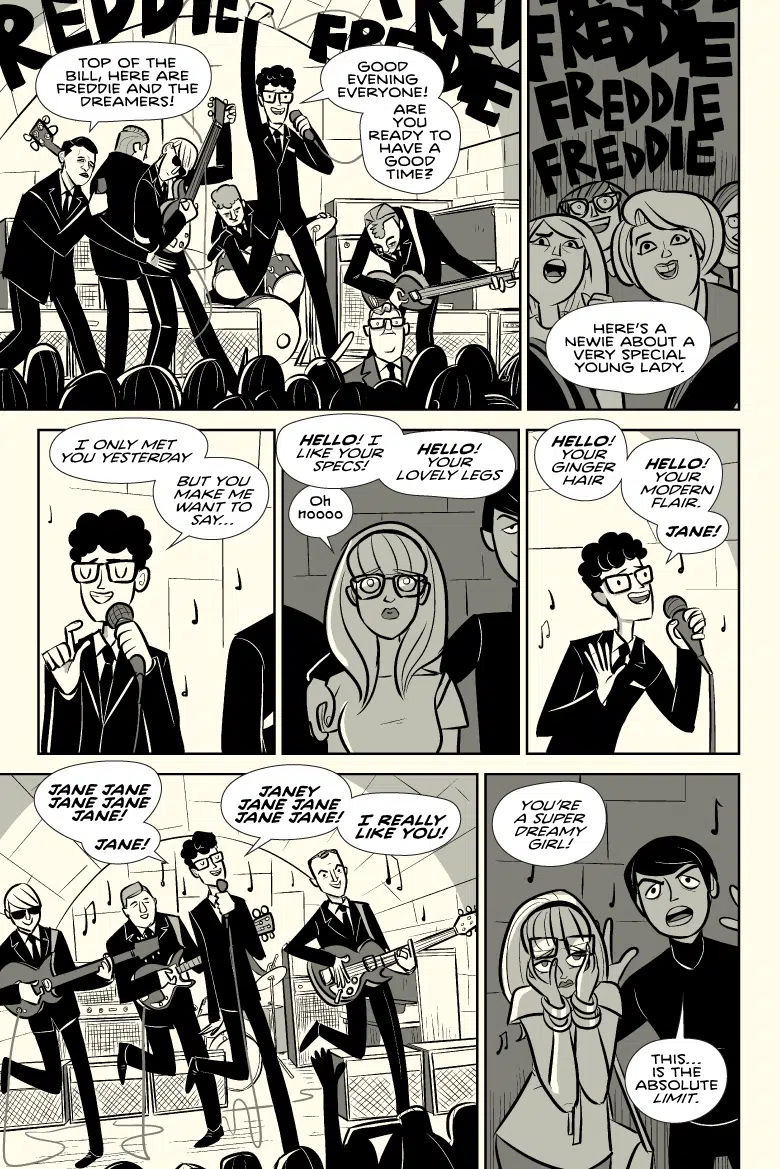 REDDIE
FRE
FREDDIE
TOP OF THE
BILL, HERE ARE
FREDDIE AND THE
DREAMERS!
GOOD
EVENING
EVERYONE!
ARE
YOU
READY TO
HAVE A
GOOD
TIME?
FREDDIE
FREDDIE
FREDDIE
HERE'S A
NEWIE ABOUT A
VERY SPECIAL
YOUNG LADY.
I ONLY MET
YOU YESTERDAY
BUT YOU
MAKE ME
WANT TO
SAY...
HELLO! I
LIKE YOUR
SPECS!
HELLO!
YOUR
LOVELY LEGS
Oh
noooo
HELLO!
YOUR
GINGER
HAIR
HELLO!
YOUR
MODERN
FLAIR.
JANE!
JANE JANE
JANE JANE
JANE!
JANE!
JANEY
JANE JANE
JANE JANE!
I REALLY
LIKE YOU!
YOU'RE
A SUPER
DREAMY
GIRL!
THIS...
IS THE
ABSOLUTE
LIMIT.